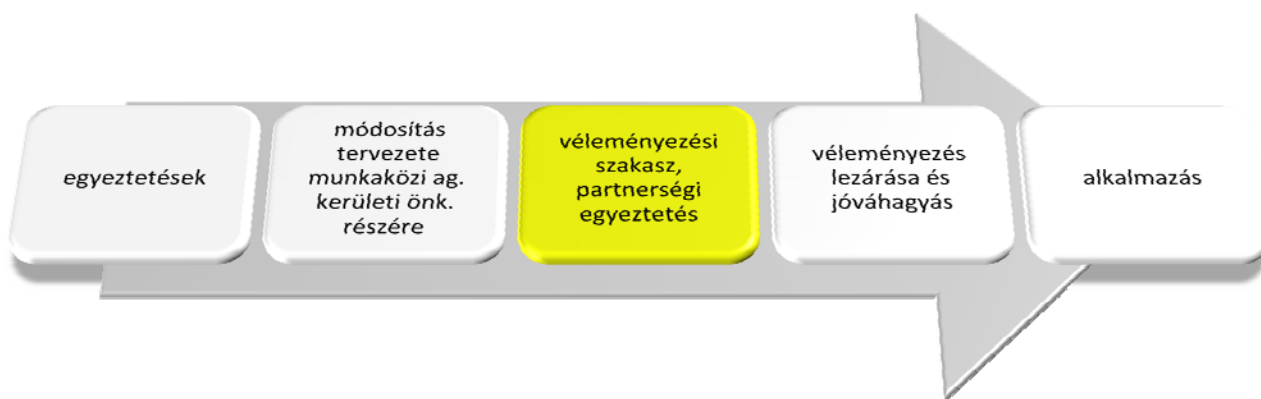 egyeztetések
módosítás
tervezete
munkaközi ag.
kerületi önk.
részére
véleményezési
szakasz,
partnerségi
egyeztetés
véleményezés
lezárása és
jóváhagyás
alkalmazás